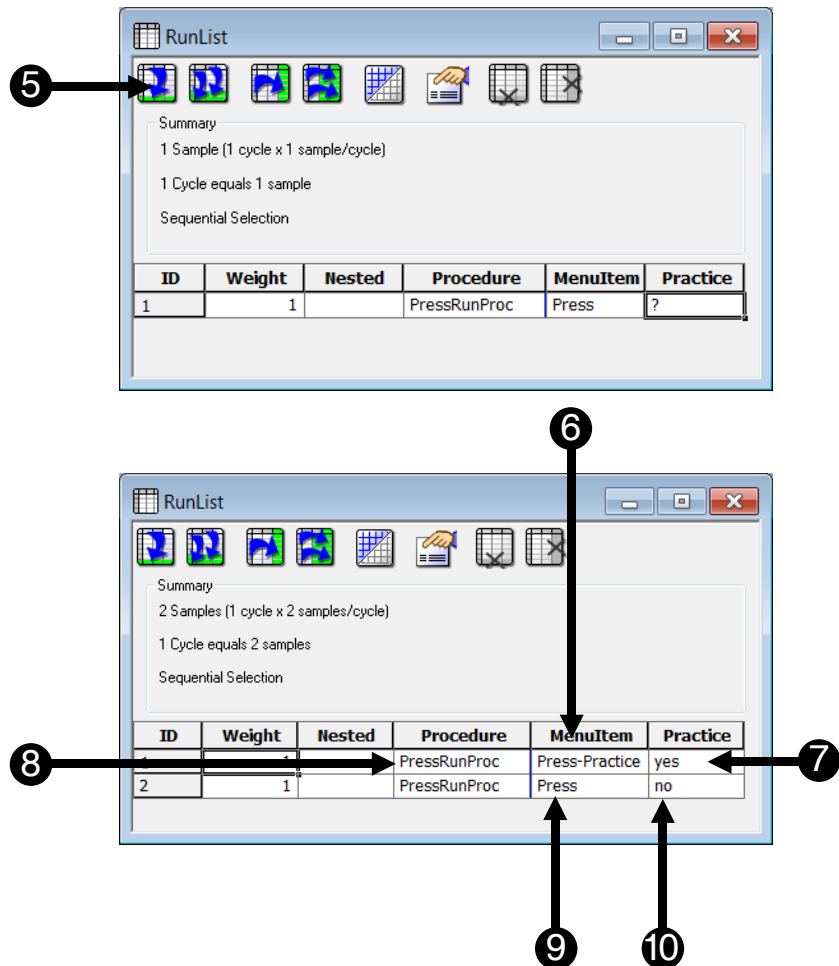 RunList
5
Summary
1 Sample (1 cycle x 1 sample/cycle)
1 Cycle equals 1 sample
Sequential Selection
ID Weight Nested Procedure MenuItem Practice
1 1 PressRunProc Press ?
6
RunList
Summary
2 Samples (1 cycle x 2 samples/cycle)
1 Cycle equals 2 samples
Sequential Selection
ID Weight Nested Procedure MenuItem Practice
8 1 1 PressRunProc Press-Practice yes 7
2 1 PressRunProc Press no
9 10